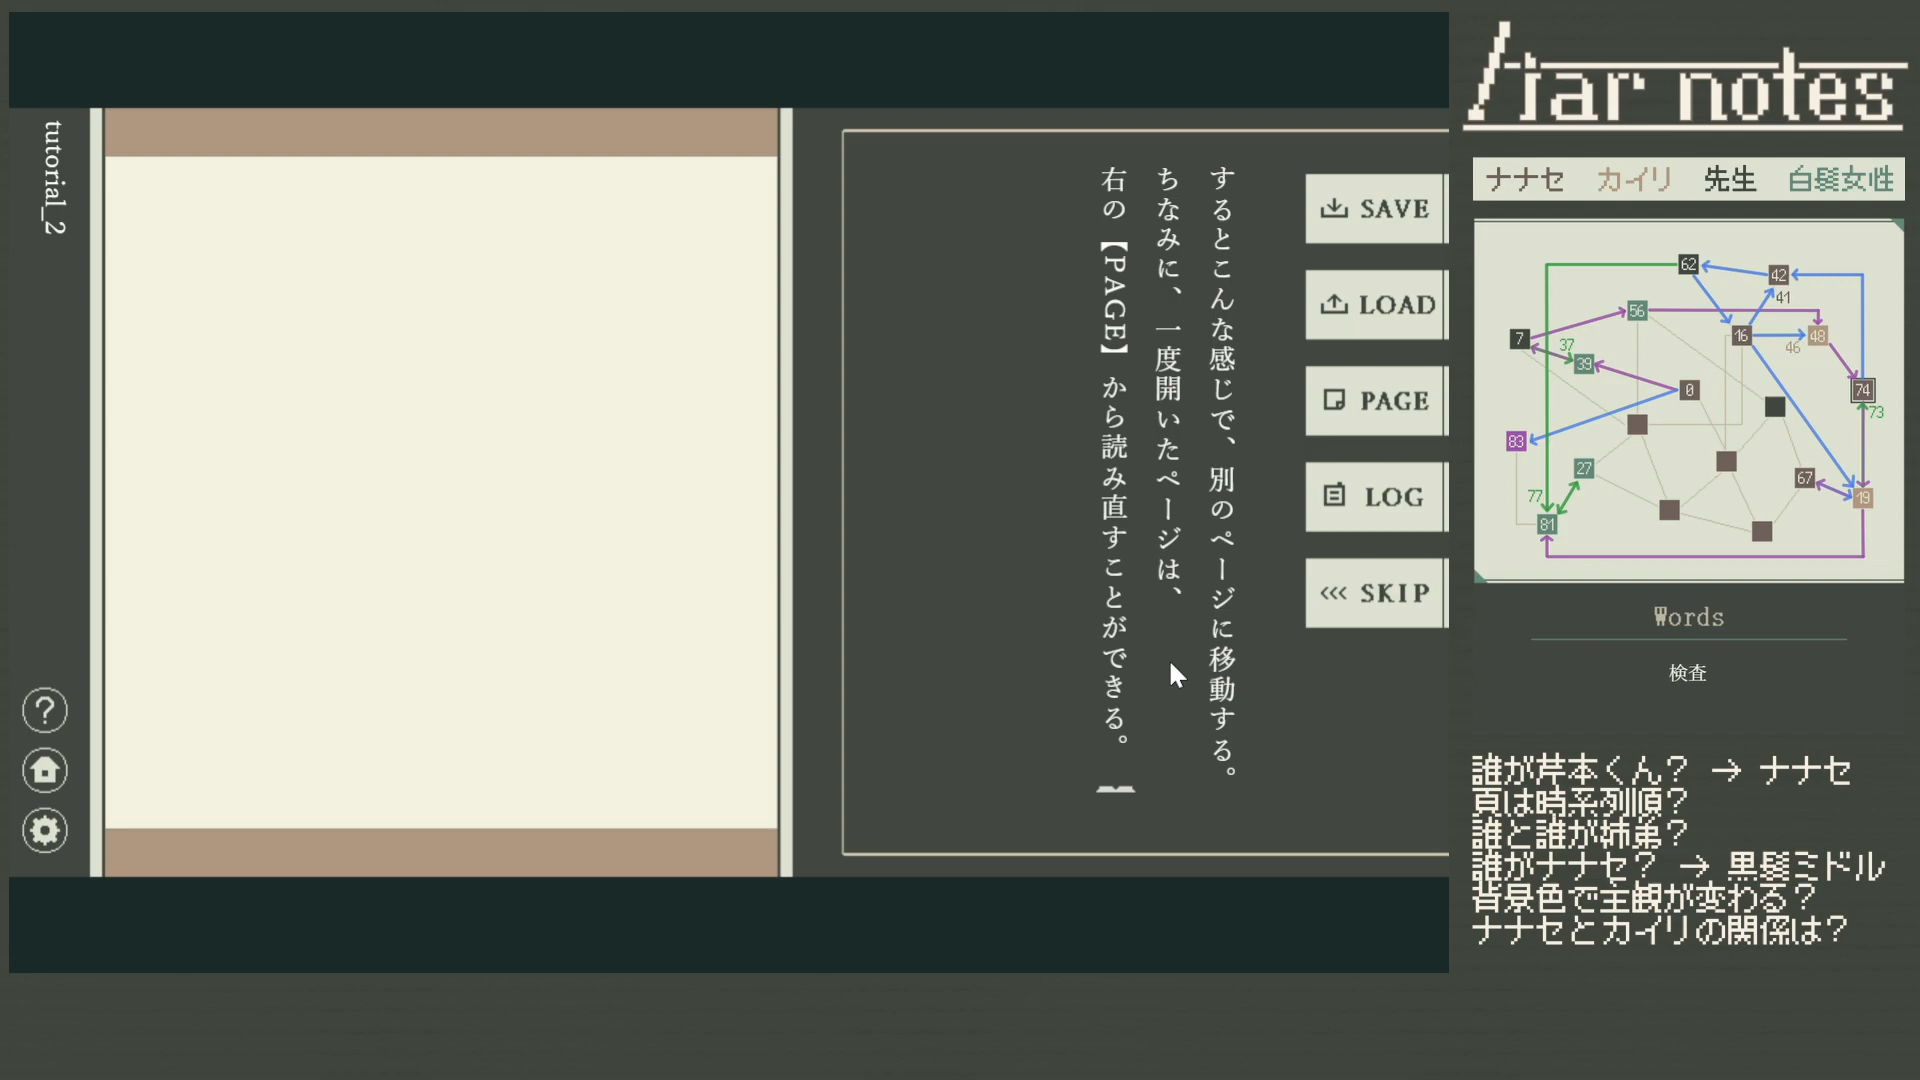 tutorial_2
するとこんな感じで、別のページに移動する。
ちなみに、一度開いたページは、
右の【PAGE】から読み直すことができる。
SAVE
LOAD
PAGE
LOG
<<< SKIP
?
liar notes
ナナセ カイリ 先生 白髪女性
62
42
41
56
7
37
39
16
48
46
0
74
73
83
27
67
19
77
81
Words
検査
誰が芹本くん? → ナナセ
頁は時系列順?
誰と誰が姉弟?
誰がナナセ? → 黒髪ミドル
背景色で主観が変わる?
ナナセとカイリの関係は?